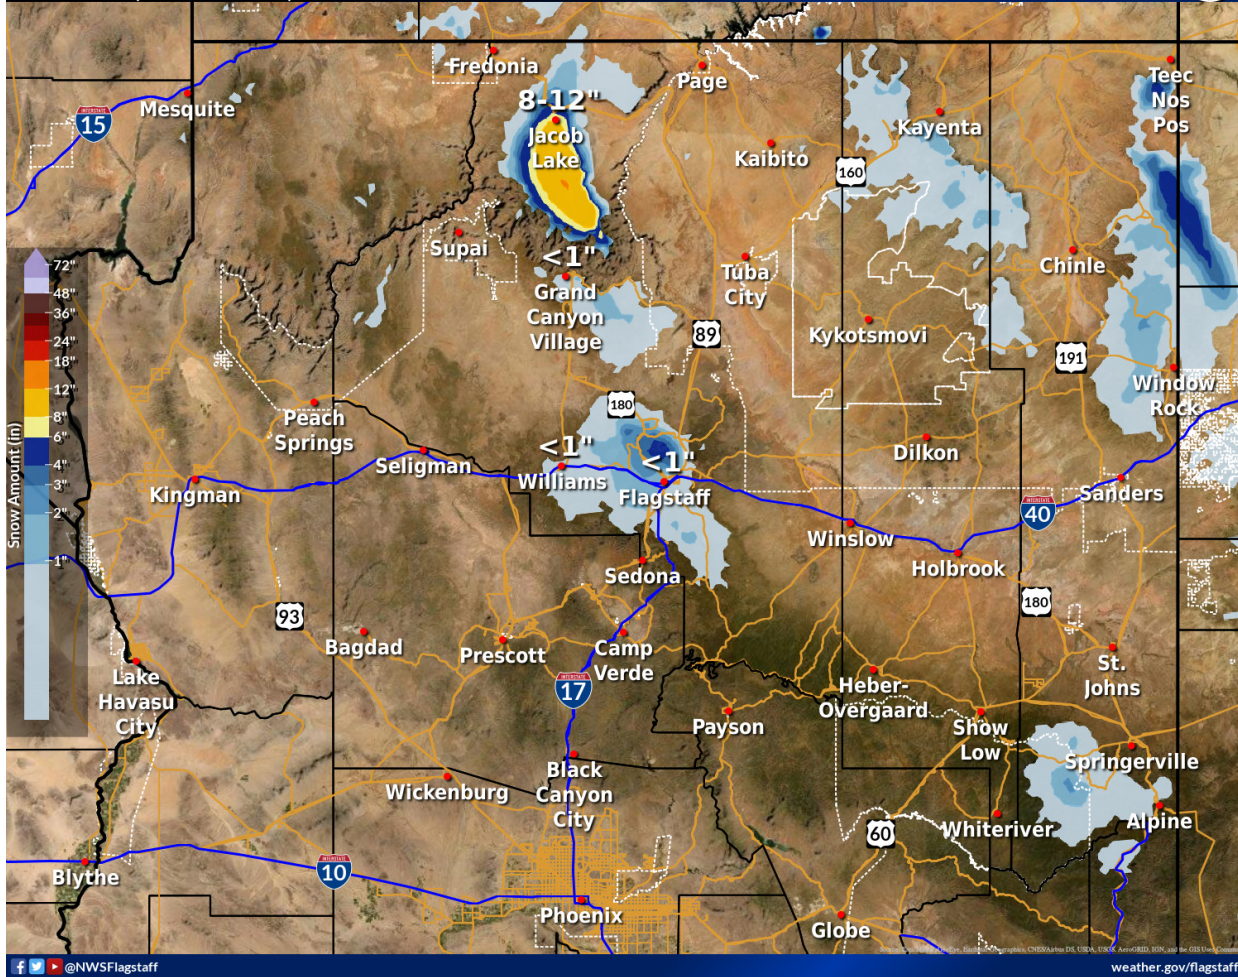 Fredonia
Page
Teec
Nos
Pos
Mesquite
INTERSTATE
15
8-12"
Jacob
Lake
Kayenta
Kaibito
160
Supai
<1"
Grand
Canyon
Village
Tuba
City
Chinle
Kykotsmovi
89
191
Window
Rock
72"
48"
36"
24"
18"
12"
8"
6"
4"
3"
2"
1"
Snow Amount (in)
Peach
Springs
180
Seligman
<1"
Williams
<1"
Flagstaff
Dilkon
Kingman
Sanders
INTERSTATE
40
Winslow
Holbrook
Sedona
93
180
Bagdad
Prescott
Camp
Verde
St.
Johns
Lake
Havasu
City
INTERSTATE
17
Heber-
Overgaard
Payson
Show
Low
Springerville
Black
Canyon
City
Wickenburg
Whiteriver
Alpine
60
Blythe
INTERSTATE
10
Phoenix
Globe
@NWSFlagstaff
weather.gov/flagstaff